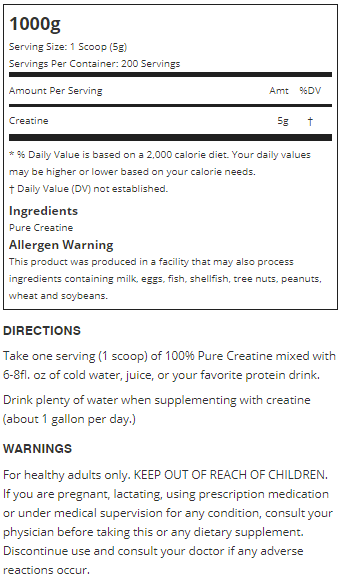 1000g
Serving Size: 1 Scoop (5g)
Servings Per Container: 200 Servings
Amount Per Serving Amt %DV
Creatine 5g †
* % Daily Value is based on a 2,000 calorie diet. Your daily values
may be higher or lower based on your calorie needs.
† Daily Value (DV) not established.
Ingredients
Pure Creatine
Allergen Warning
This product was produced in a facility that may also process
ingredients containing milk, eggs, fish, shellfish, tree nuts, peanuts,
wheat and soybeans.
DIRECTIONS
Take one serving (1 scoop) of 100% Pure Creatine mixed with
6-8fl. oz of cold water, juice, or your favorite protein drink.
Drink plenty of water when supplementing with creatine
(about 1 gallon per day.)
WARNINGS
For healthy adults only. KEEP OUT OF REACH OF CHILDREN.
If you are pregnant, lactating, using prescription medication
or under medical supervision for any condition, consult your
physician before taking this or any dietary supplement.
Discontinue use and consult your doctor if any adverse
reactions occur.